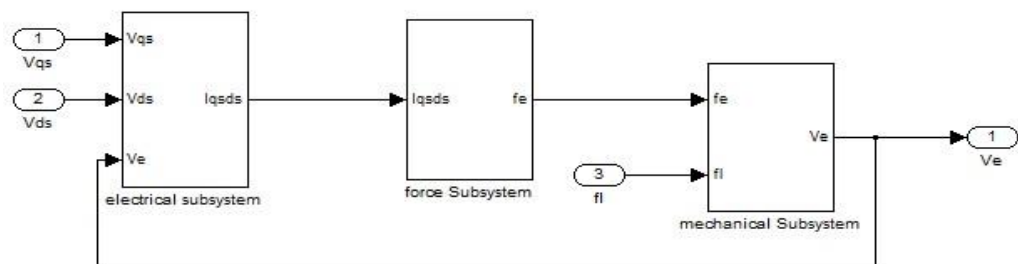 1
Vqs
2
Vds
Vqs
Vds
Ve
Iqsds
electrical subsystem
Iqsds
fe
force Subsystem
3
fl
fe
fl
Ve
mechanical Subsystem
1
Ve